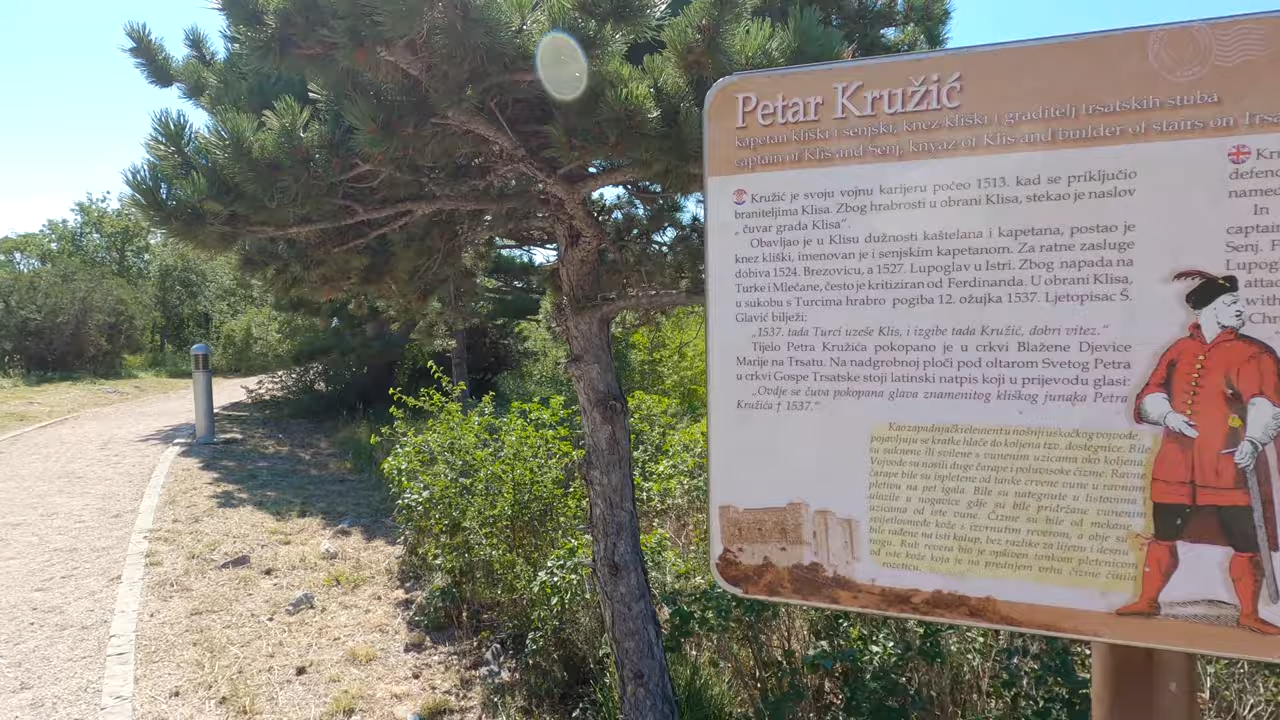 Petar Kružić
kapetan kliški i senjski, knez kliški i graditelj trsatskih stuba
captain of Klis and Senj, knyaz of Klis and builder of stairs on Trsa
Kružić je svoju vojnu karijeru počeo 1513. kad se priključio
braniteljima Klisa. Zbog hrabrosti u obrani Klisa, stekao je naslov
„ čuvar grada Klisa“.
Obavljao je u Klisu dužnosti kaštelana i kapetana, postao je
knez kliški, imenovan je i senjskim kapetanom. Za ratne zasluge
dobiva 1524. Brezovicu, a 1527. Lupoglav u Istri. Zbog napada na
Turke i Mlečane, često je kritiziran od Ferdinanda. U obrani Klisa,
u sukobu s Turcima hrabro pogiba 12. ožujka 1537. Ljetopisac S.
Glavić bilježi:
„1537. tada Turci uzeše Klis, i izgibe tada Kružić, dobri vitez.“
Tijelo Petra Kružića pokopano je u crkvi Blažene Djevice
Marije na Trsatu. Na nadgrobnoj ploči pod oltarom Svetog Petra
u crkvi Gospe Trsatske stoji latinski natpis koji u prijevodu glasi:
„Ovdje se čuva pokopana glava znamenitog kliškog junaka Petra
Kružića † 1537.“
Kao zapadnjački element u nošnji uskočkog vojvode,
pojavljuju se kratke hlače do koljena tzv. dostegnice. Bile
su suknene ili svilene s vunenim uzicama oko koljena.
Vojvode su nostili duge čarape i poluvisoke čizme. Ravne
čarape bile su ispletene od tanke crvene vune u ravnom
pletivu na pet igala. Bile su nategnute u listovima i
ulazile u nogavice gdje su bile pridržane vunenim
uzicama od iste vune. Čizme su bile od mekane
svijetlosmeđe kože s izvrnutim reverom, a obje su
bile rađene na isti kalup, bez razlike za lijevu i desnu
nogu. Rub revera bio je opšiven tankom pletenicom
od iste kože koja je na prednjem vrhu čizme činila
rozeticu.
Kru
defend
named
In
captain
Senj. F
Lupog
attac
with
Chr